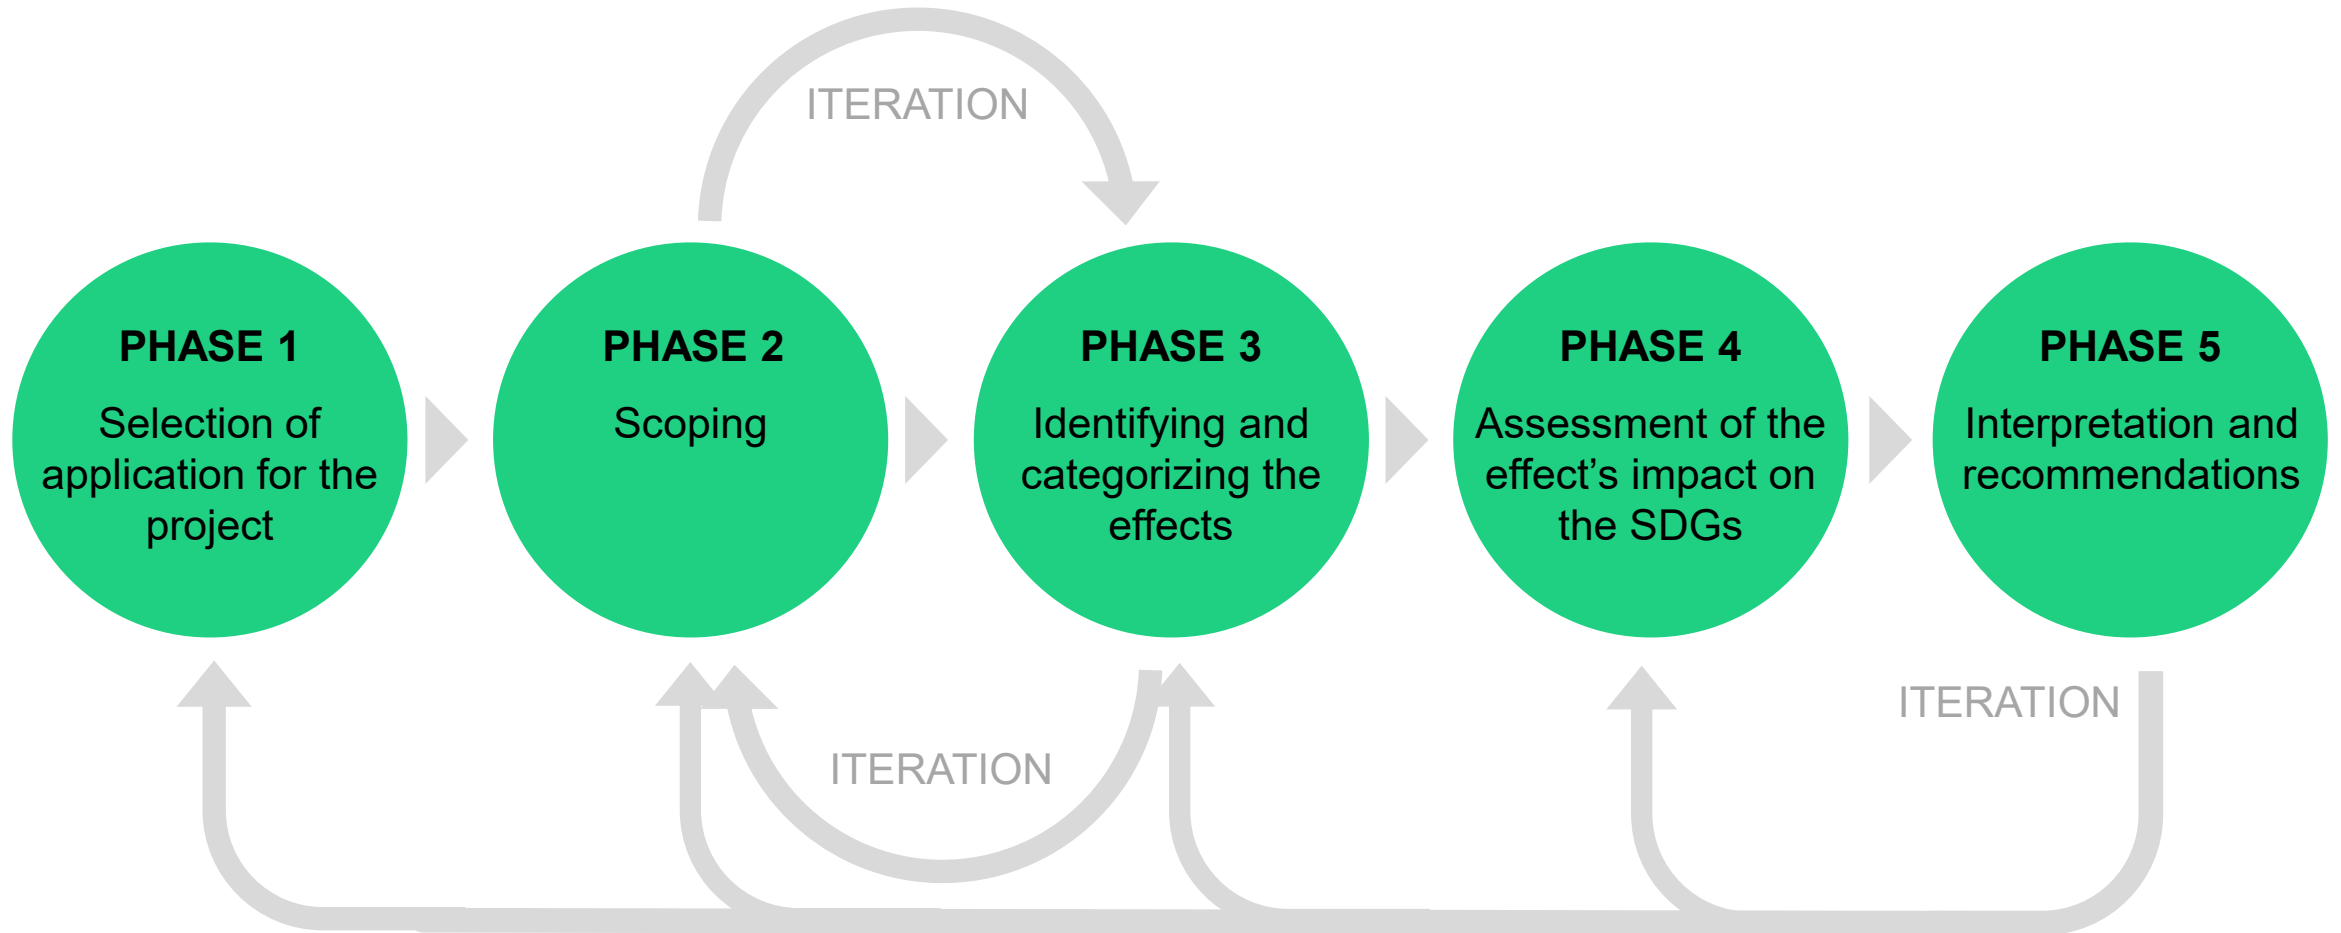 ITERATION
PHASE 1
Selection of
application for the
project
PHASE 2
Scoping
PHASE 3
Identifying and
categorizing the
effects
PHASE 4
Assessment of the
effect’s impact on
the SDGs
PHASE 5
Interpretation and
recommendations
ITERATION
ITERATION